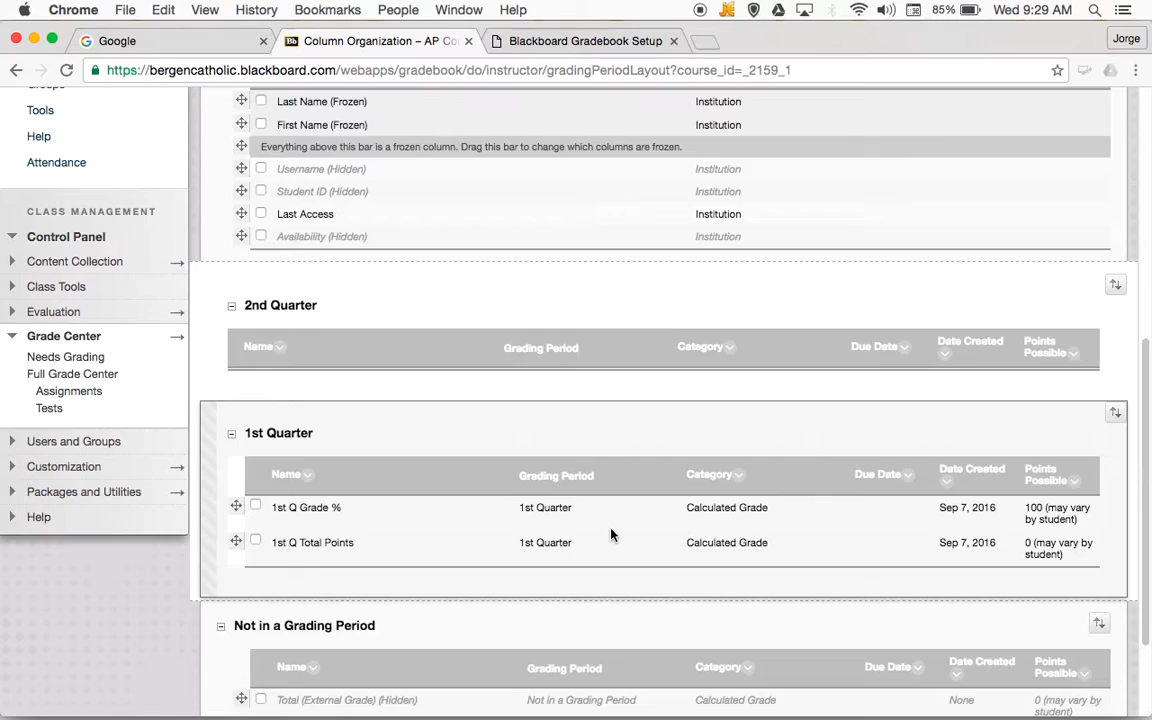 Chrome File Edit View History Bookmarks People Window Help 85% Wed 9:29 AM
Google Column Organization – AP Co Blackboard Gradebook Setup Jorge
https://bergencatholic.blackboard.com/webapps/gradebook/do/instructor/gradingPeriodLayout?course_id=_2159_1
Groups
Tools
Help
Attendance
CLASS MANAGEMENT
Control Panel
Content Collection
Class Tools
Evaluation
Grade Center
Needs Grading
Full Grade Center
Assignments
Tests
Users and Groups
Customization
Packages and Utilities
Help
Last Name (Frozen) Institution
First Name (Frozen) Institution
Everything above this bar is a frozen column. Drag this bar to change which columns are frozen.
Username (Hidden) Institution
Student ID (Hidden) Institution
Last Access Institution
Availability (Hidden) Institution
2nd Quarter
Name Grading Period Category Due Date Date Created Points Possible
1st Quarter
Name Grading Period Category Due Date Date Created Points Possible
1st Q Grade % 1st Quarter Calculated Grade Sep 7, 2016 100 (may vary
by student)
1st Q Total Points 1st Quarter Calculated Grade Sep 7, 2016 0 (may vary by
student)
Not in a Grading Period
Name Grading Period Category Due Date Date Created Points Possible
Total (External Grade) (Hidden) Not in a Grading Period Calculated Grade None 0 (may vary by
student)